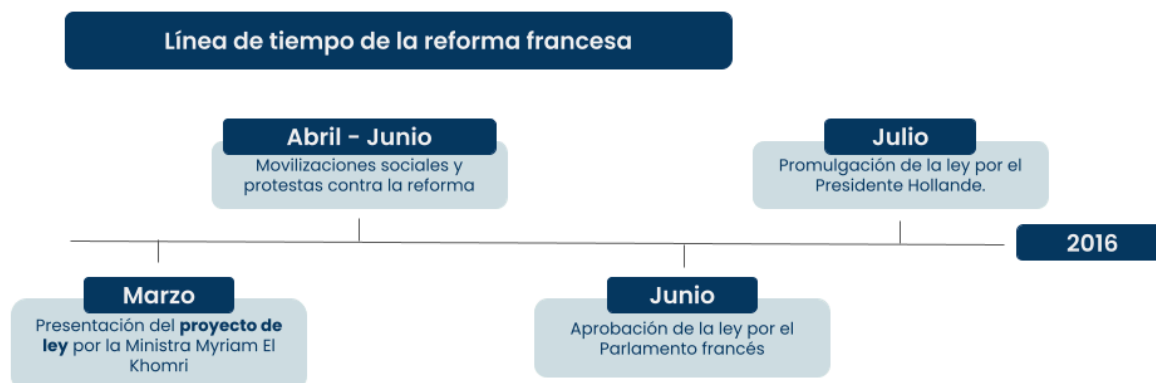 Línea de tiempo de la reforma francesa
Abril - Junio
Movilizaciones sociales y
protestas contra la reforma
Julio
Promulgación de la ley por el
Presidente Hollande.
2016
Marzo
Presentación del proyecto de
ley por la Ministra Myriam El
Khomri
Junio
Aprobación de la ley por el
Parlamento francés